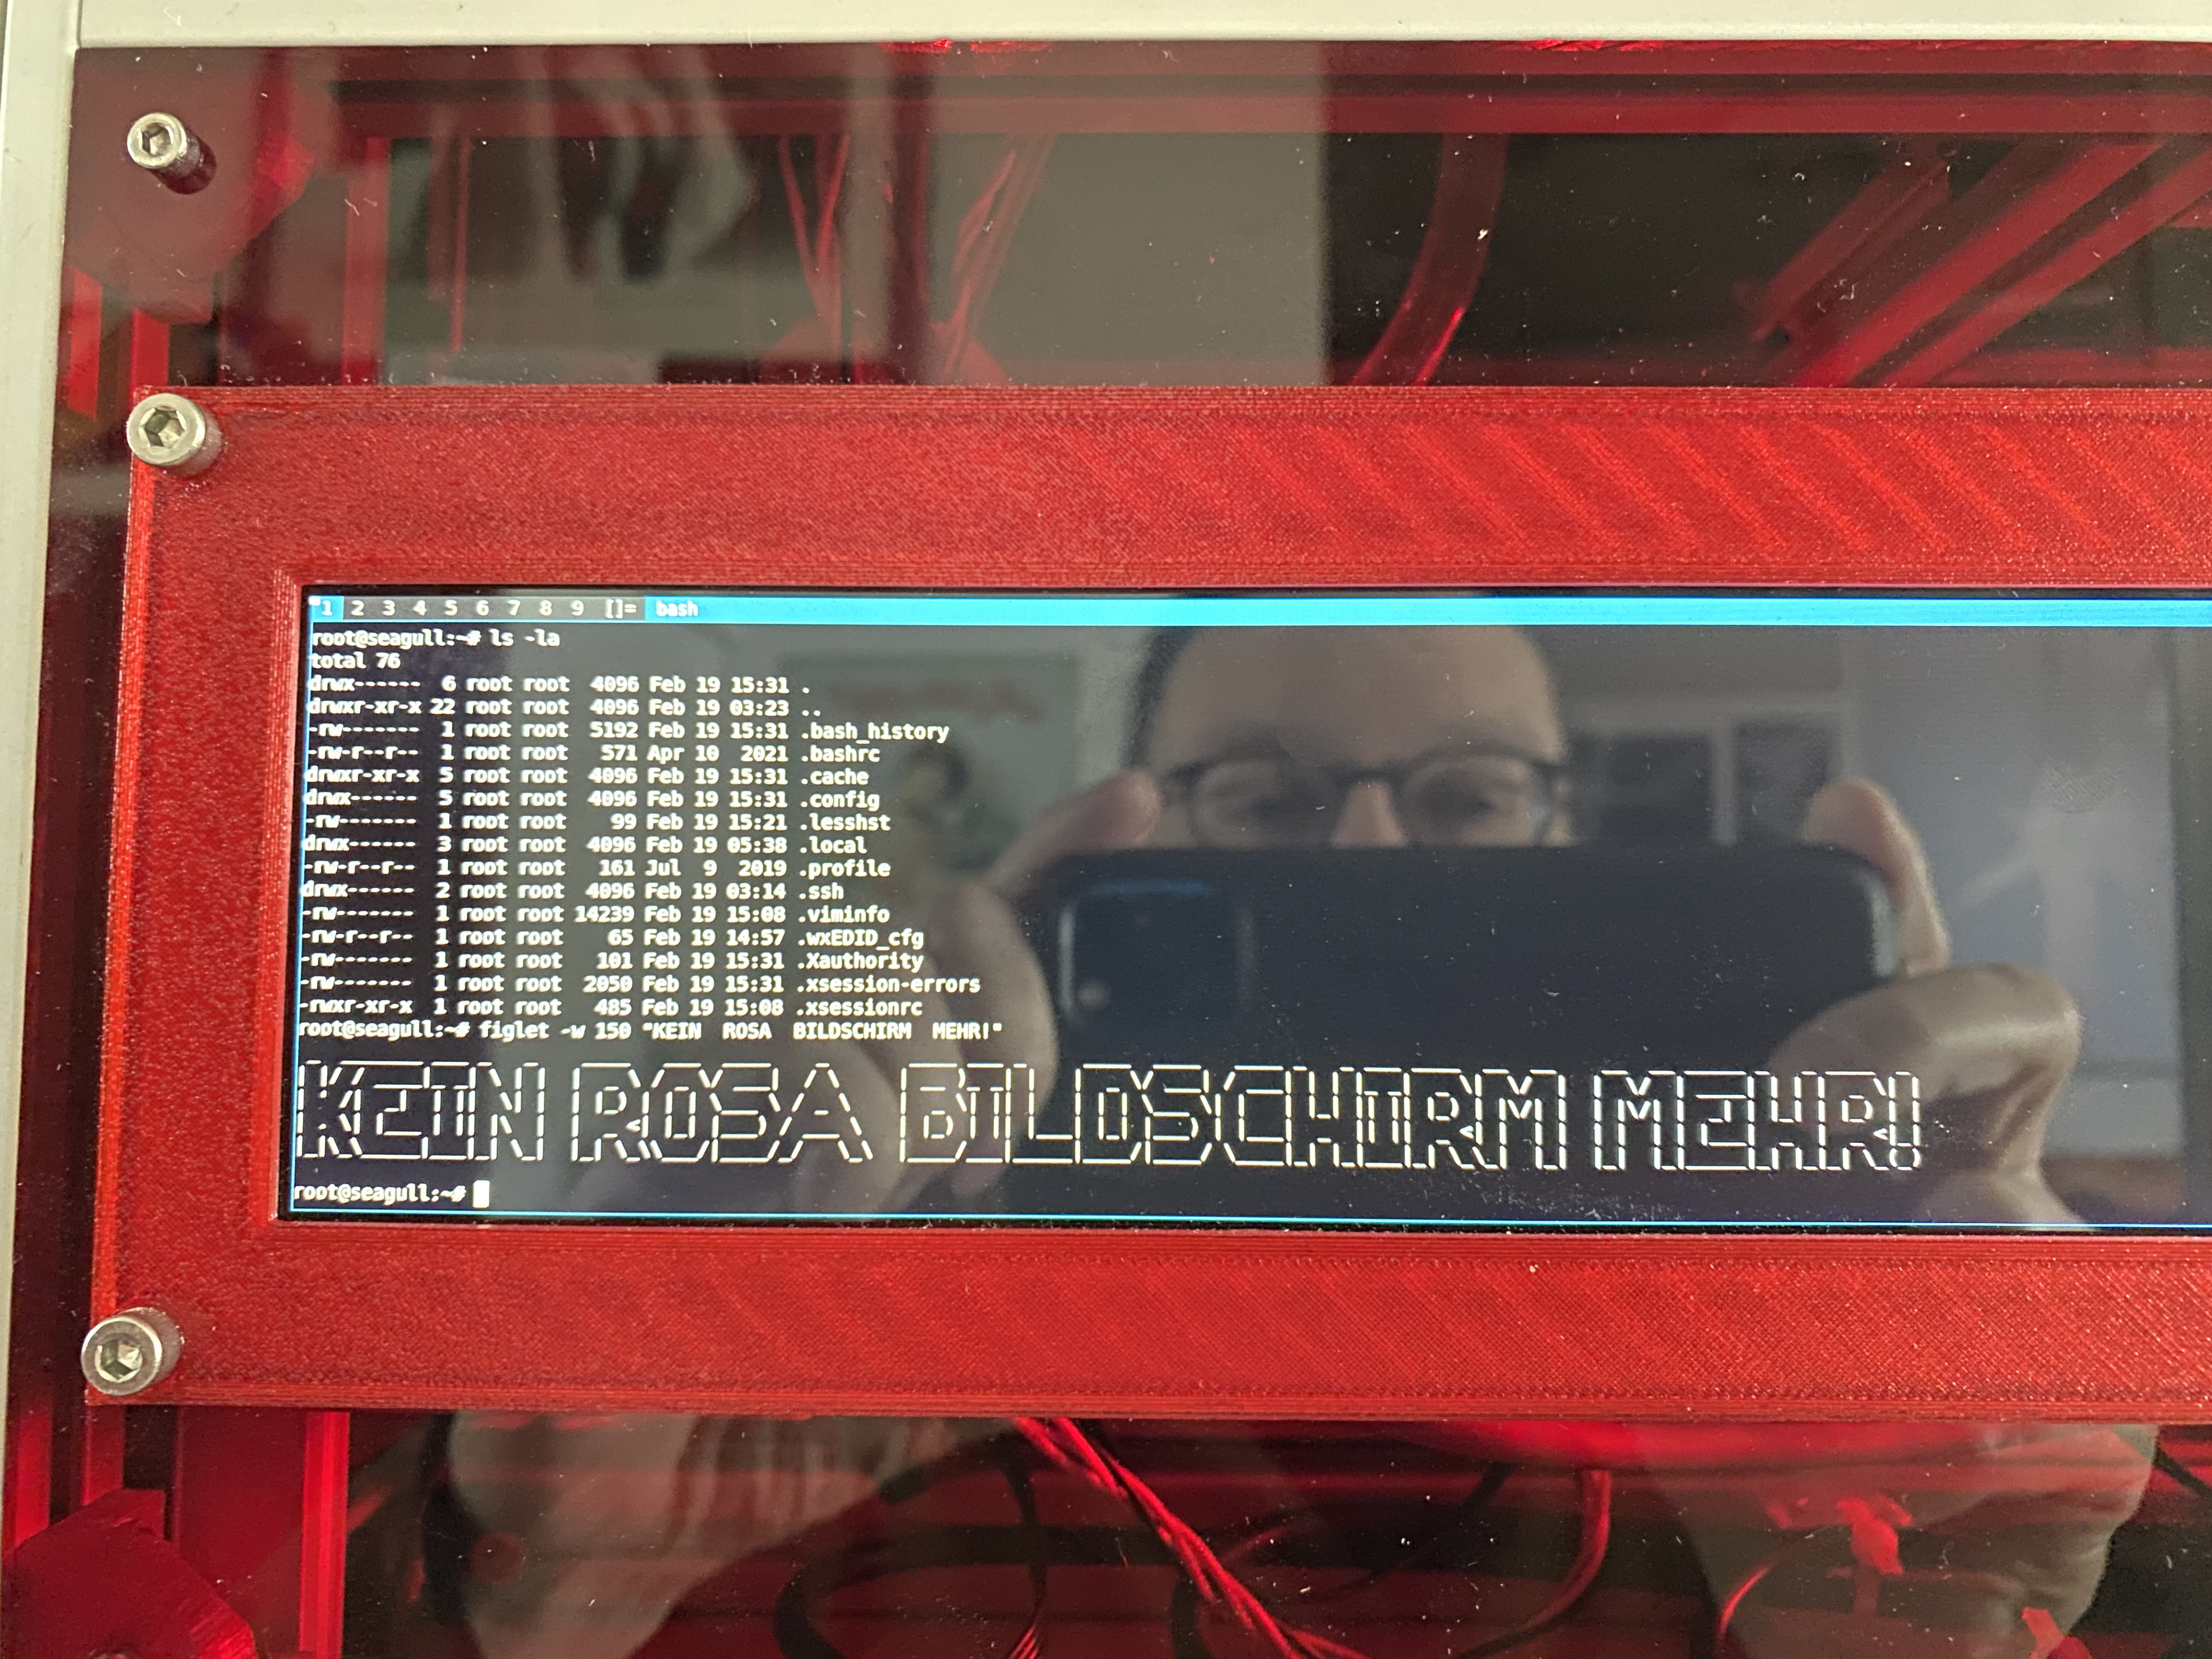 1 2 3 4 5 6 7 8 9 []= bash
root@seagull:~# ls -la
total 76
drwx------  6 root root  4096 Feb 19 15:31 .
drwxr-xr-x 22 root root  4096 Feb 19 03:23 ..
-rw-------  1 root root  5192 Feb 19 15:31 .bash_history
-rw-r--r--  1 root root   571 Apr 10  2021 .bashrc
drwxr-xr-x  5 root root  4096 Feb 19 15:31 .cache
drwx------  5 root root  4096 Feb 19 15:31 .config
-rw-------  1 root root    99 Feb 19 15:21 .lesshst
drwx------  3 root root  4096 Feb 19 05:38 .local
-rw-r--r--  1 root root   161 Jul  9  2019 .profile
drwx------  2 root root  4096 Feb 19 03:14 .ssh
-rw-------  1 root root 14239 Feb 19 15:08 .viminfo
-rw-r--r--  1 root root    65 Feb 19 14:57 .wxEDID_cfg
-rw-------  1 root root   101 Feb 19 15:31 .Xauthority
-rw-------  1 root root  2050 Feb 19 15:31 .xsession-errors
-rwxr-xr-x  1 root root   485 Feb 19 15:08 .xsessionrc
root@seagull:~# figlet -w 150 "KEIN  ROSA  BILDSCHIRM  MEHR!"
KEIN ROSA BILDSCHIRM MEHR!
root@seagull:~#